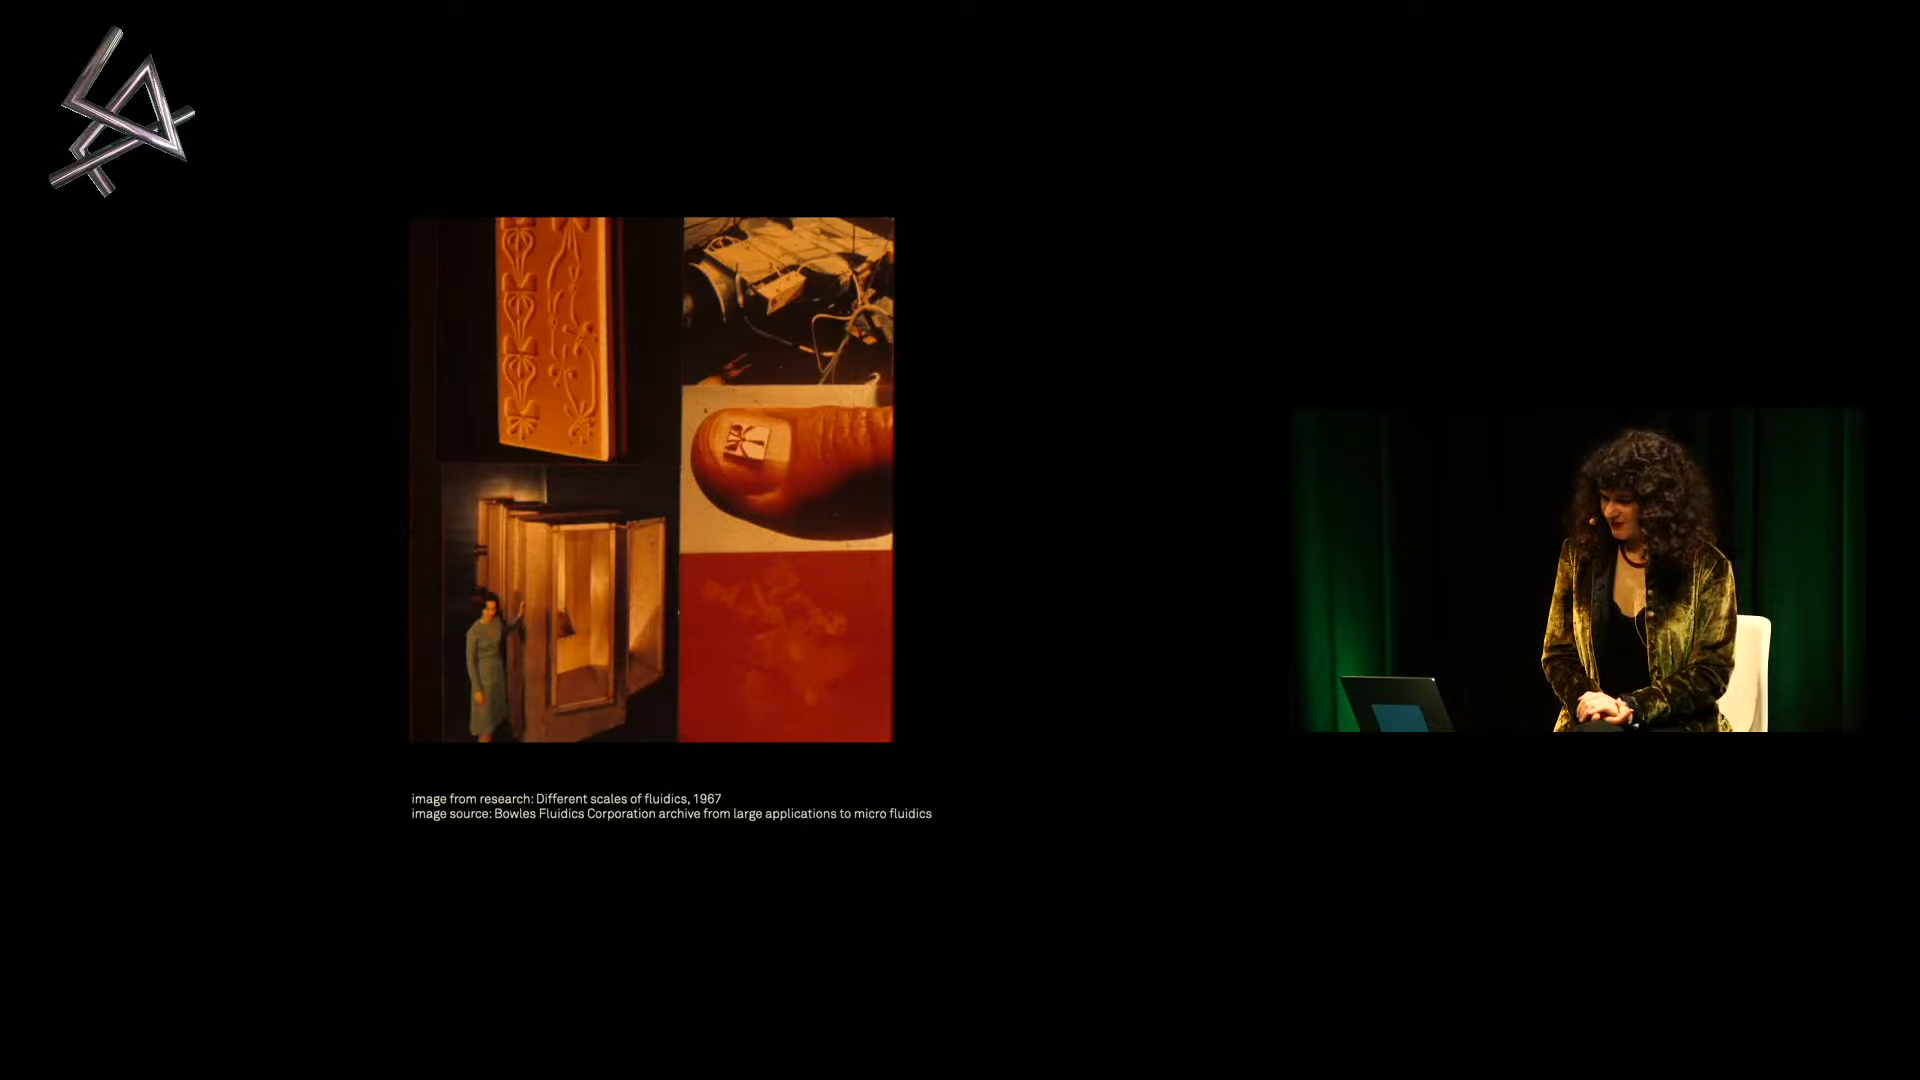 image from research: Different scales of fluidics, 1967
image source: Bowles Fluidics Corporation archive from large applications to micro fluidics